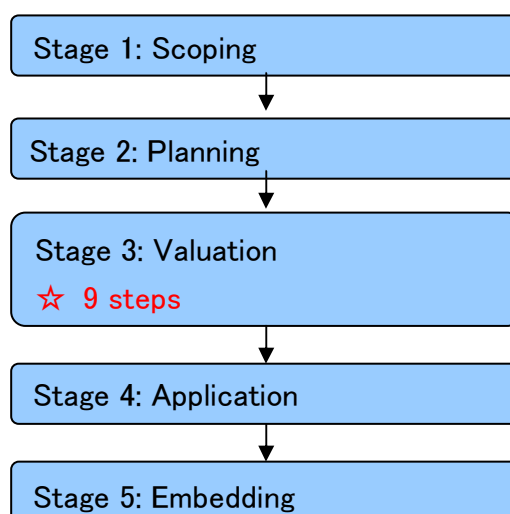 Stage 1: Scoping
Stage 2: Planning
Stage 3: Valuation
☆ 9 steps
Stage 4: Application
Stage 5: Embedding